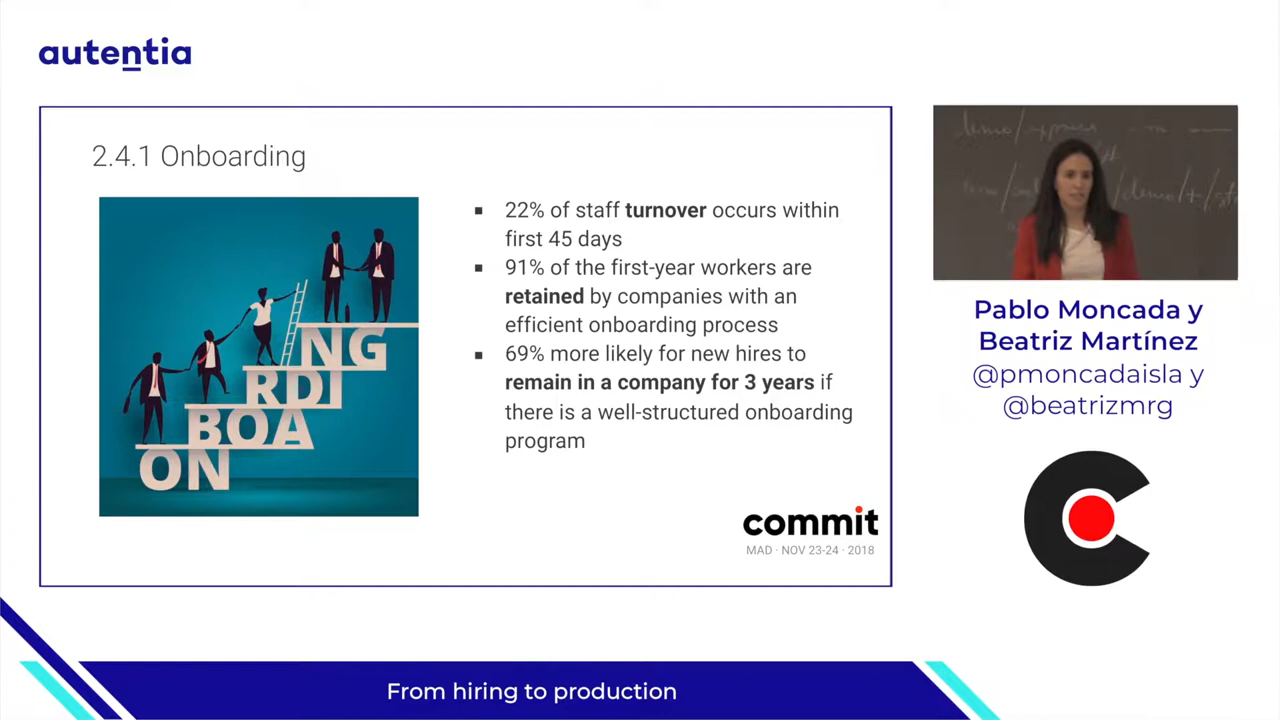 autentia
2.4.1 Onboarding
NG
RDI
BOA
ON
▪ 22% of staff turnover occurs within
first 45 days
▪ 91% of the first-year workers are
retained by companies with an
efficient onboarding process
▪ 69% more likely for new hires to
remain in a company for 3 years if
there is a well-structured onboarding
program
commit
MAD · NOV 23-24 · 2018
demo/express
/demo/t/
Pablo Moncada y
Beatriz Martínez
@pmoncadaisla y
@beatrizmrg
From hiring to production